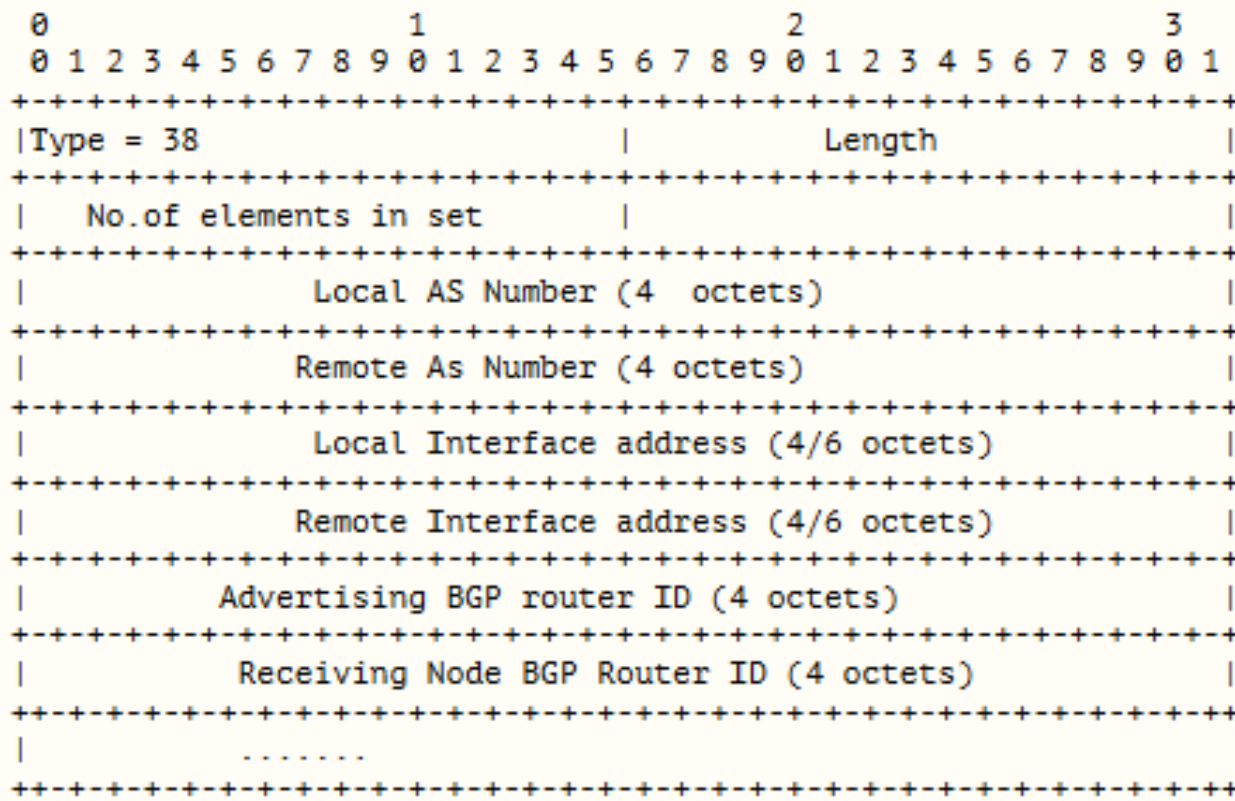 0                   1                   2                   3
 0 1 2 3 4 5 6 7 8 9 0 1 2 3 4 5 6 7 8 9 0 1 2 3 4 5 6 7 8 9 0 1
+-+-+-+-+-+-+-+-+-+-+-+-+-+-+-+-+-+-+-+-+-+-+-+-+-+-+-+-+-+-+-+-+
|Type = 38                      |          Length               |
+-+-+-+-+-+-+-+-+-+-+-+-+-+-+-+-+-+-+-+-+-+-+-+-+-+-+-+-+-+-+-+-+
|   No.of elements in set       |                               |
+-+-+-+-+-+-+-+-+-+-+-+-+-+-+-+-+-+-+-+-+-+-+-+-+-+-+-+-+-+-+-+-+
|               Local AS Number (4  octets)                     |
+-+-+-+-+-+-+-+-+-+-+-+-+-+-+-+-+-+-+-+-+-+-+-+-+-+-+-+-+-+-+-+-+
|              Remote As Number (4 octets)                      |
+-+-+-+-+-+-+-+-+-+-+-+-+-+-+-+-+-+-+-+-+-+-+-+-+-+-+-+-+-+-+-+-+
|               Local Interface address (4/6 octets)            |
+-+-+-+-+-+-+-+-+-+-+-+-+-+-+-+-+-+-+-+-+-+-+-+-+-+-+-+-+-+-+-+-+
|              Remote Interface address (4/6 octets)            |
+-+-+-+-+-+-+-+-+-+-+-+-+-+-+-+-+-+-+-+-+-+-+-+-+-+-+-+-+-+-+-+-+
|          Advertising BGP router ID (4 octets)                 |
+-+-+-+-+-+-+-+-+-+-+-+-+-+-+-+-+-+-+-+-+-+-+-+-+-+-+-+-+-+-+-+-+
|           Receiving Node BGP Router ID (4 octets)             |
++-+-+-+-+-+-+-+-+-+-+-+-+-+-+-+-+-+-+-+-+-+-+-+-+-+-+-+-+-+-+-++
|           .......
++-+-+-+-+-+-+-+-+-+-+-+-+-+-+-+-+-+-+-+-+-+-+-+-+-+-+-+-+-+-+-++